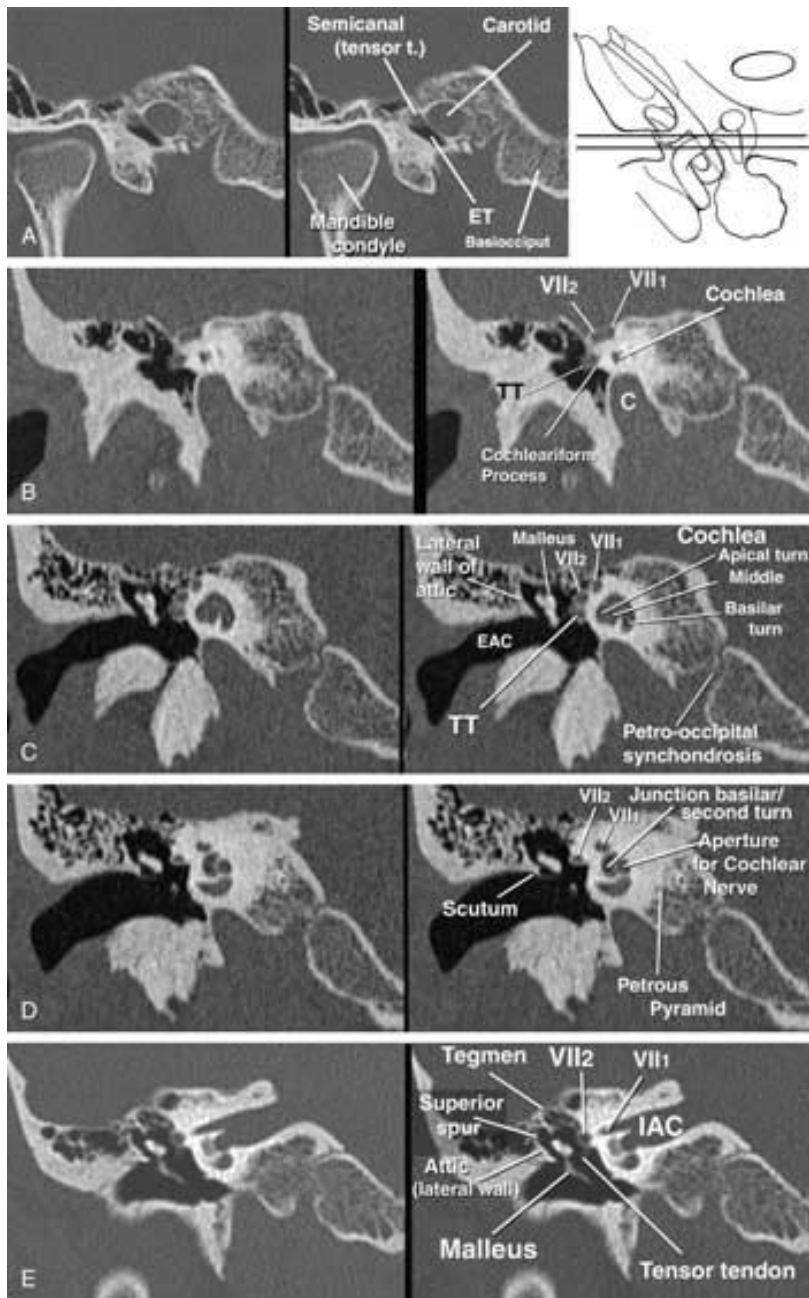 Semicanal
(tensor t.)
Carotid
Mandible
condyle
ET
Basiocciput
A
VII2
VII1
Cochlea
TT
C
Cochleariform
Process
B
Lateral
wall of
attic
Malleus
VII2
VII1
Cochlea
Apical turn
Middle
Basilar
turn
EAC
TT
Petro-occipital
synchondrosis
C
VII2
VII1
Junction basilar/
second turn
Aperture
for Cochlear
Nerve
Scutum
Petrous
Pyramid
D
Tegmen
VII2
VII1
Superior
spur
IAC
Attic
(lateral wall)
Malleus
Tensor tendon
E